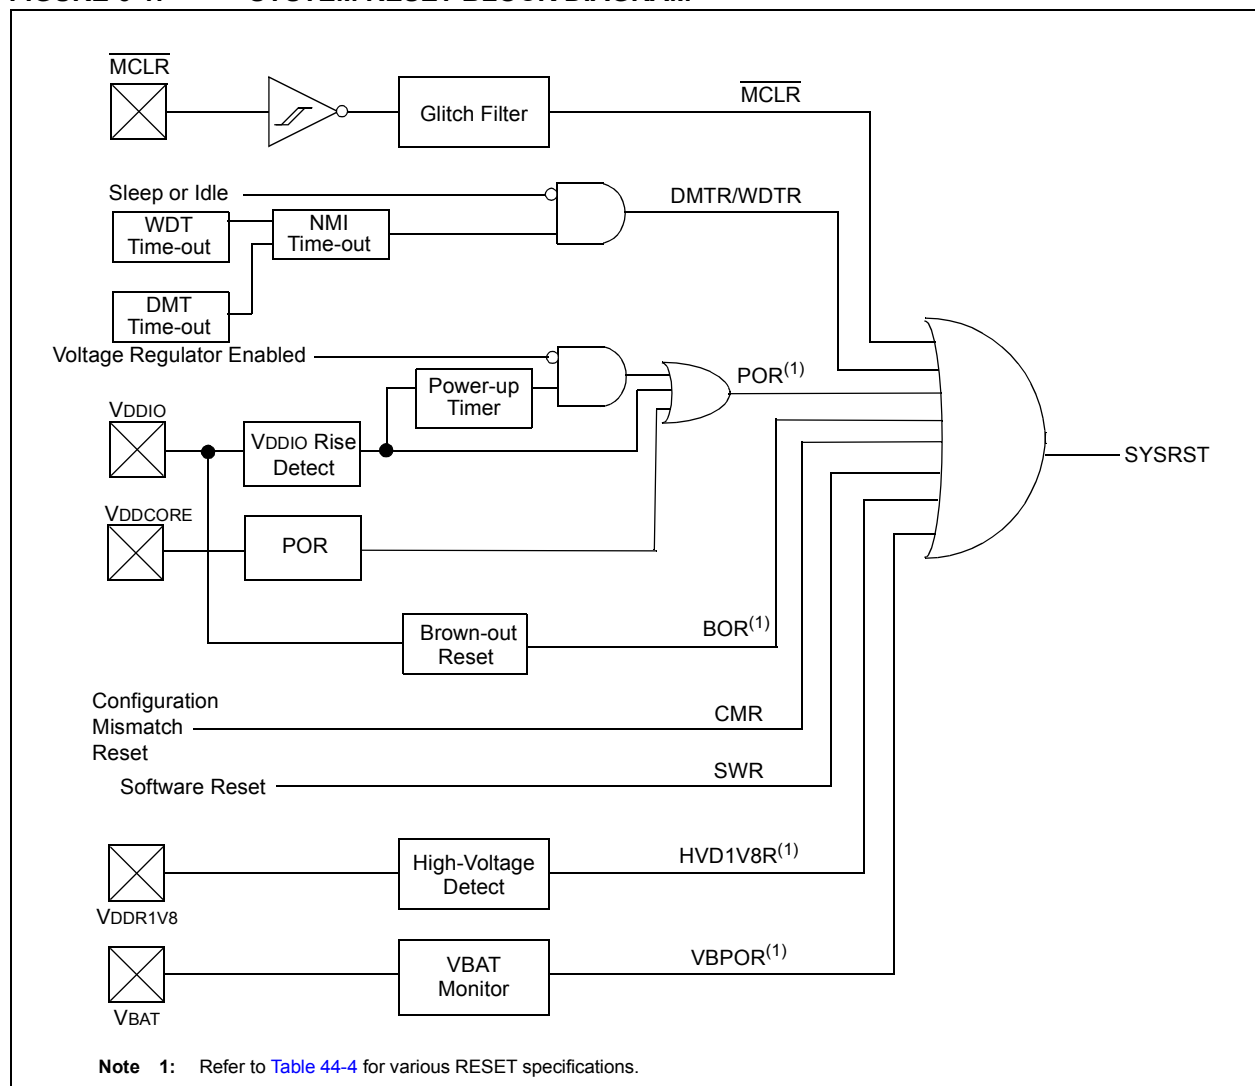 MCLR
MCLR
Glitch Filter
Sleep or Idle
DMTR/WDTR
WDT
Time-out
NMI
Time-out
DMT
Time-out
Voltage Regulator Enabled
Power-up
Timer
POR(1)
VDDIO
VDDIO Rise
Detect
SYSRST
VDDCORE
POR
Brown-out
Reset
BOR(1)
Configuration
Mismatch
Reset
CMR
Software Reset
SWR
High-Voltage
Detect
HVD1V8R(1)
VDDR1V8
VBAT
Monitor
VBPOR(1)
VBAT
Note 1: Refer to Table 44-4 for various RESET specifications.